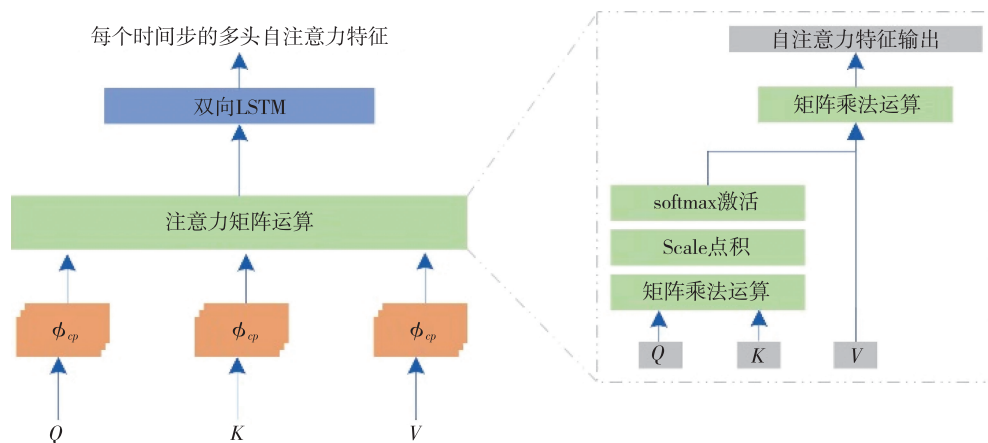 每个时间步的多头自注意力特征
双向LSTM
注意力矩阵运算
ϕcp ϕcp ϕcp
Q K V
自注意力特征输出
矩阵乘法运算
softmax激活
Scale点积
矩阵乘法运算
Q K V